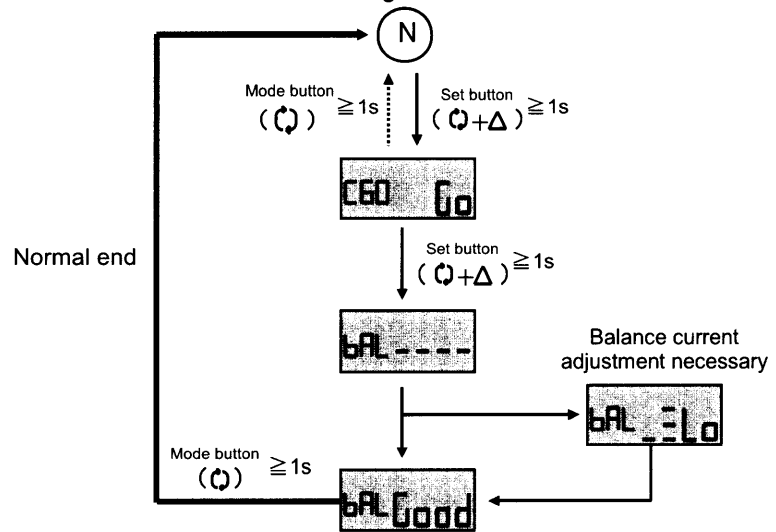 N
Mode button
(↻) ≧1s
Set button
(↻+Δ) ≧1s
CGO Go
Set button
(↻+Δ) ≧1s
Normal end
bAL ----
Balance current
adjustment necessary
bAL _-=Lo
Mode button
(↻) ≧1s
bAL Good